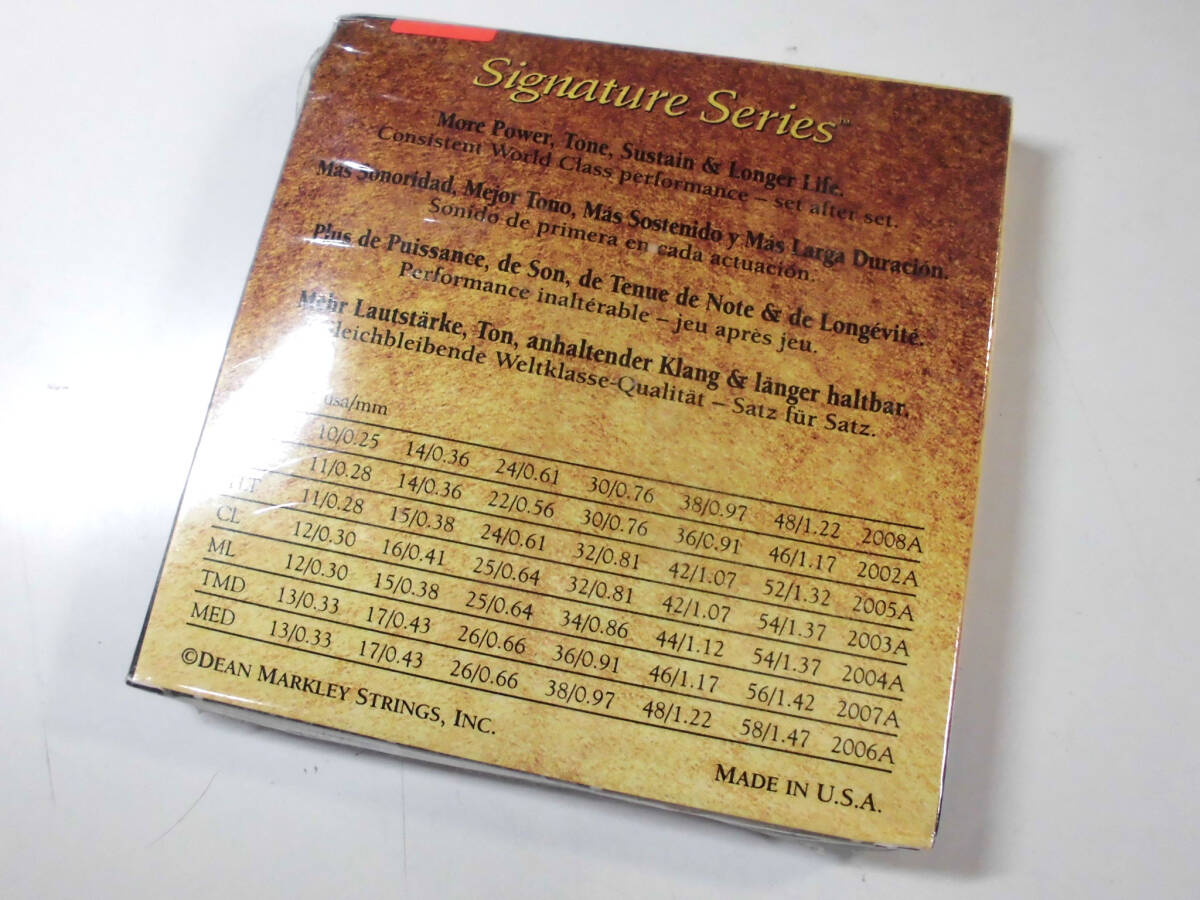 Signature Series™
More Power, Tone, Sustain & Longer Life.
Consistent World Class performance – set after set.
Más Sonoridad, Mejor Tono, Más Sostenido y Más Larga Duración.
Sonido de primera en cada actuación.
Plus de Puissance, de Son, de Tenue de Note & de Longévité.
Performance inaltérable – jeu après jeu.
Mehr Lautstärke, Ton, anhaltender Klang & länger haltbar.
Gleichbleibende Weltklasse-Qualität – Satz für Satz.
usa/mm
10/0.25 14/0.36 24/0.61 30/0.76 38/0.97 48/1.22 2008A
11/0.28 14/0.36 22/0.56 30/0.76 36/0.91 46/1.17 2002A
11/0.28 15/0.38 24/0.61 32/0.81 42/1.07 52/1.32 2005A
CL 12/0.30 16/0.41 25/0.64 32/0.81 42/1.07 54/1.37 2003A
ML 12/0.30 15/0.38 25/0.64 34/0.86 44/1.12 54/1.37 2004A
TMD 13/0.33 17/0.43 26/0.66 36/0.91 46/1.17 56/1.42 2007A
MED 13/0.33 17/0.43 26/0.66 38/0.97 48/1.22 58/1.47 2006A
©DEAN MARKLEY STRINGS, INC.
MADE IN U.S.A.